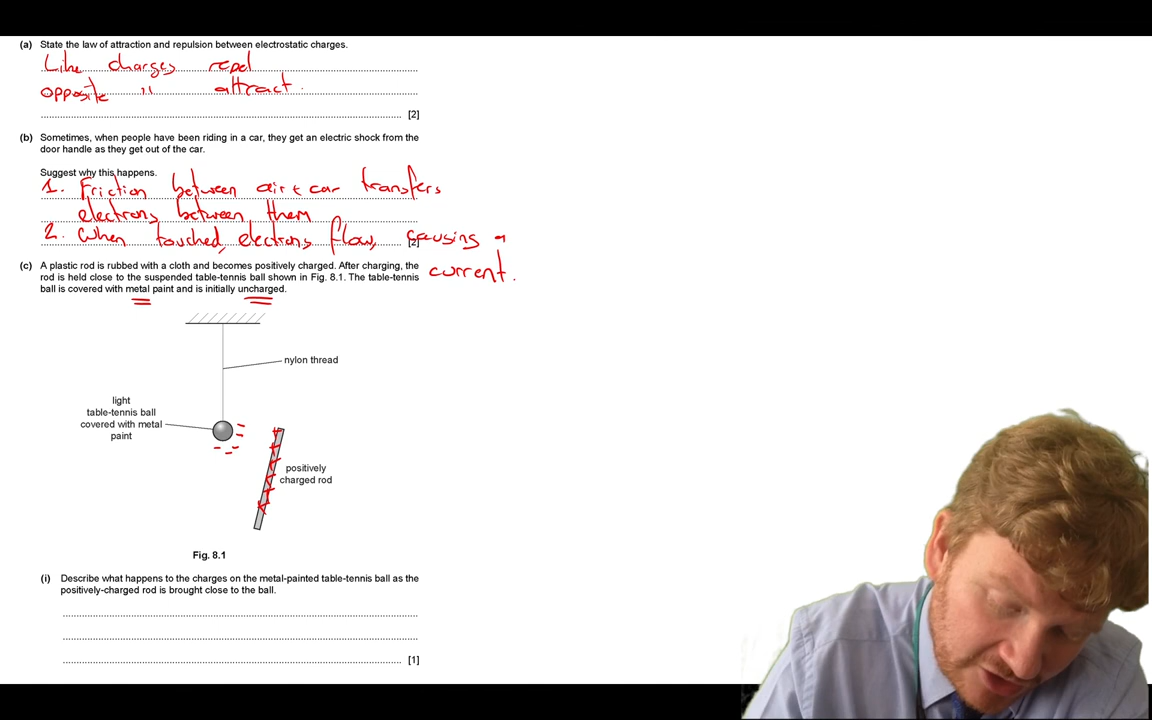 (a) State the law of attraction and repulsion between electrostatic charges.
Like charges repel
opposite " attract.
[2]
(b) Sometimes, when people have been riding in a car, they get an electric shock from the
door handle as they get out of the car.
Suggest why this happens.
1. Friction between air + car transfers
electrons between them
2. When touched, electrons flow, causing a
[2]
current.
(c) A plastic rod is rubbed with a cloth and becomes positively charged. After charging, the
rod is held close to the suspended table-tennis ball shown in Fig. 8.1. The table-tennis
ball is covered with metal paint and is initially uncharged.
nylon thread
light
table-tennis ball
covered with metal
paint
positively
charged rod
Fig. 8.1
(i) Describe what happens to the charges on the metal-painted table-tennis ball as the
positively-charged rod is brought close to the ball.
[1]